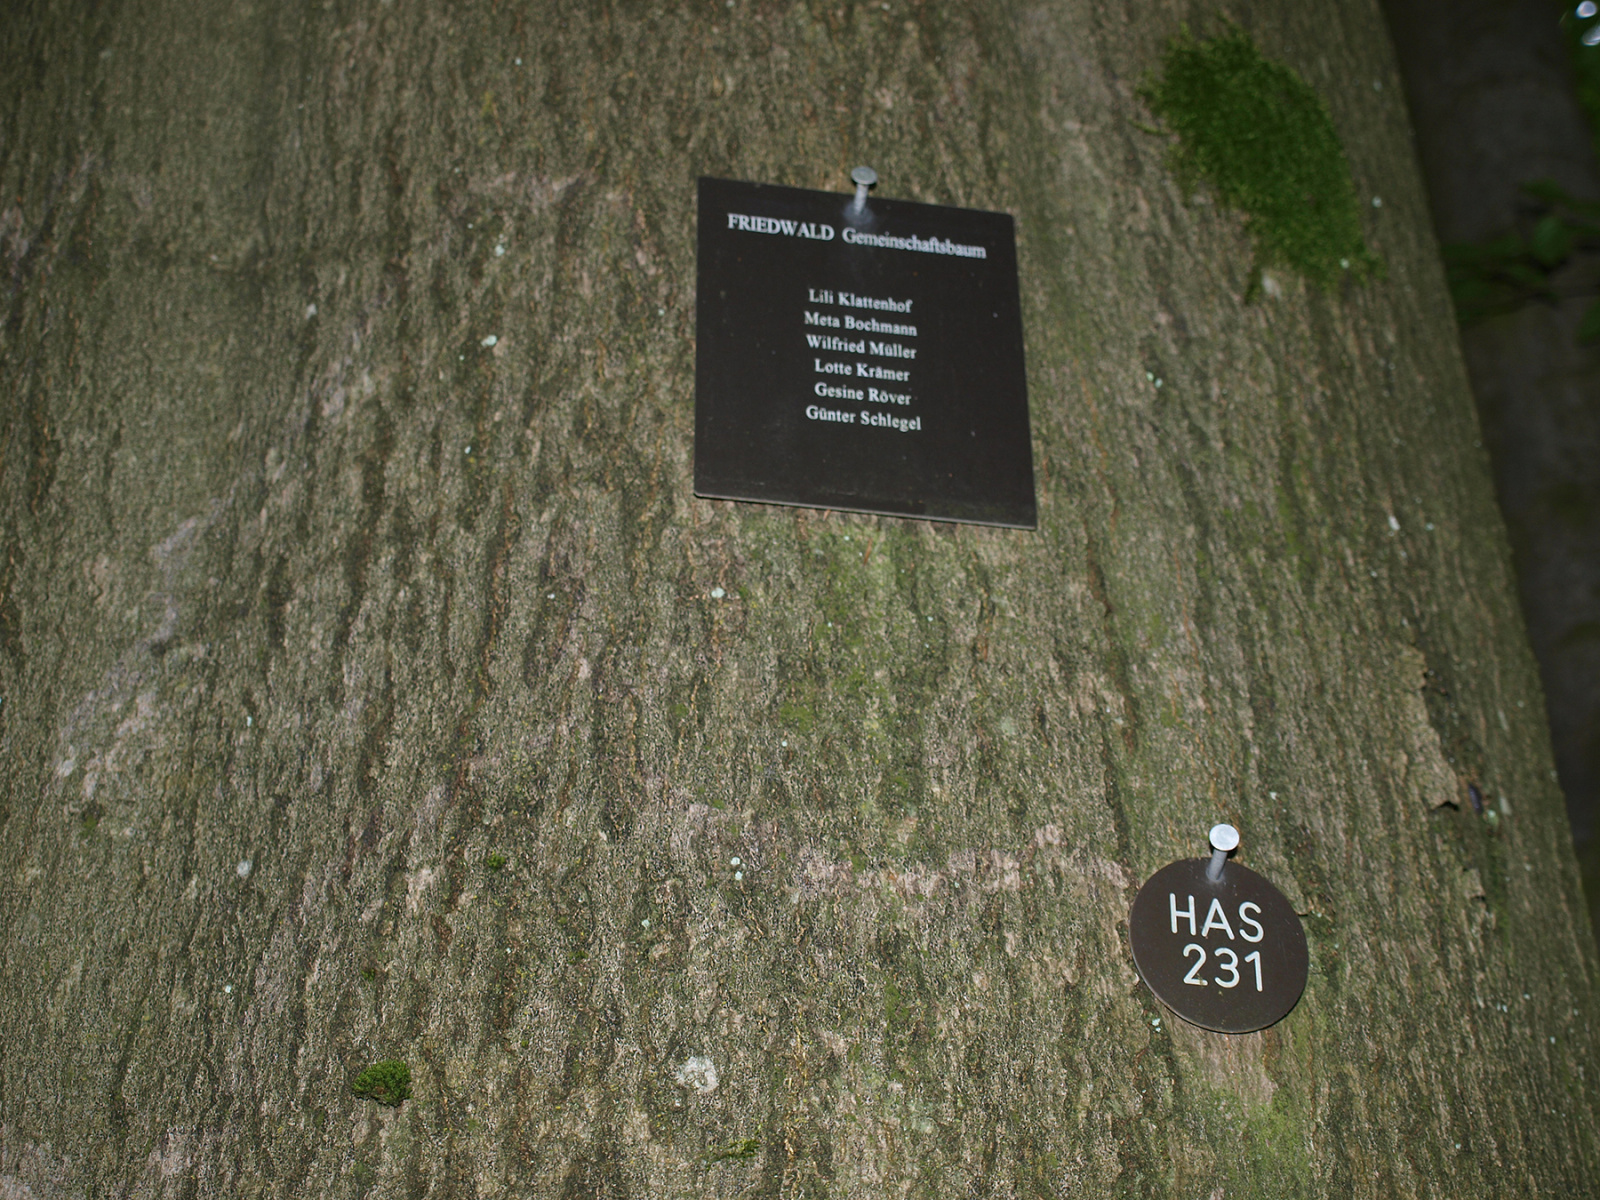 FRIEDWALD Gemeinschaftsbaum
Lili Klattenhof
Meta Bochmann
Wilfried Müller
Lotte Krämer
Gesine Röver
Günter Schlegel
HAS
231